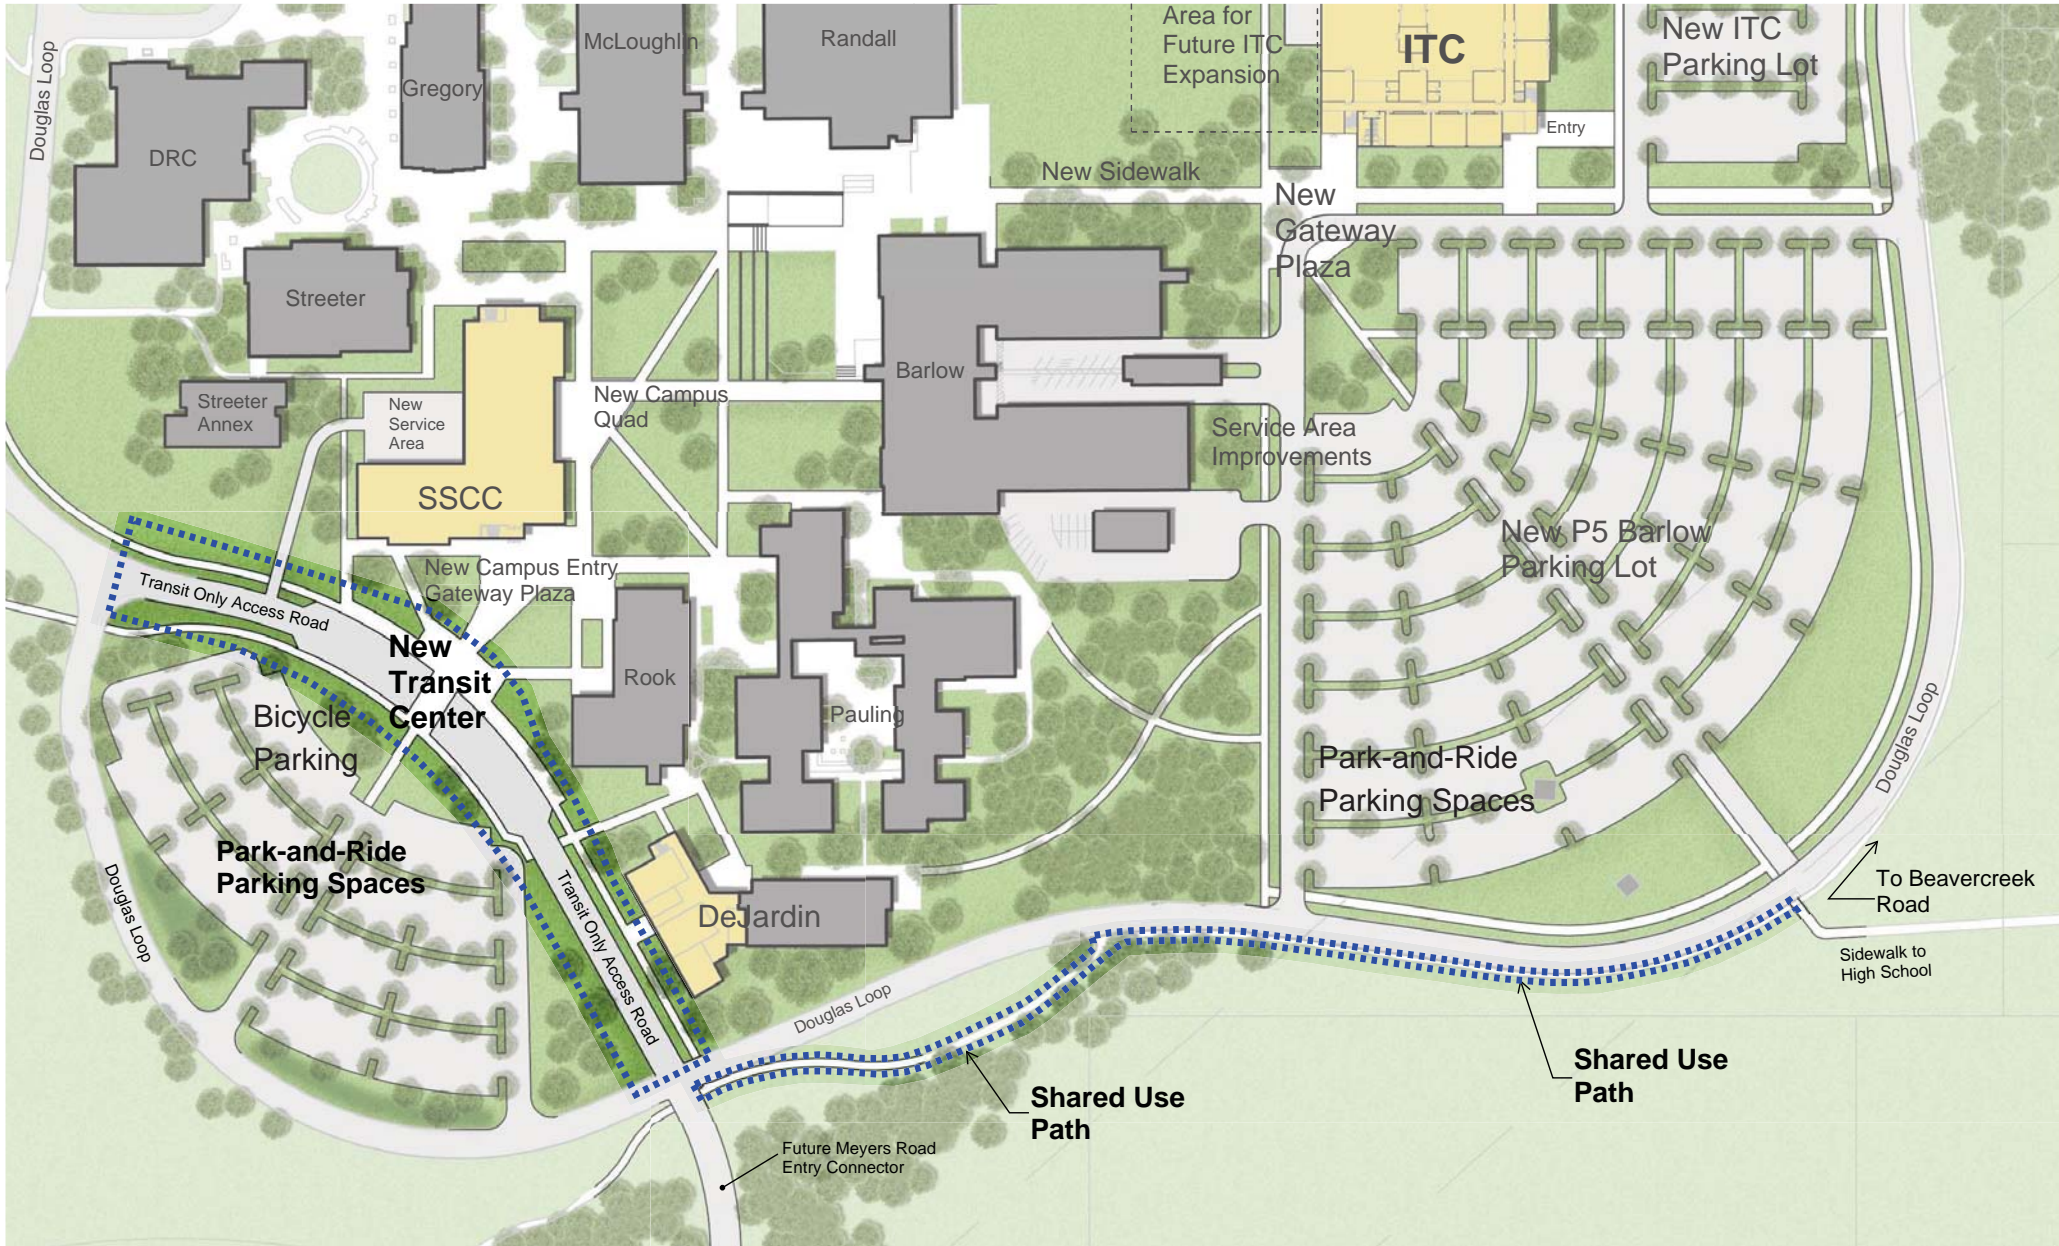 Area for
Future ITC
Expansion
ITC
New ITC
Parking Lot
McLoughlin
Randall
Gregory
Douglas Loop
DRC
Entry
New Sidewalk
New
Gateway
Plaza
Streeter
Barlow
Streeter
Annex
New
Service
Area
New Campus
Quad
Service Area
Improvements
SSCC
New P5 Barlow
Parking Lot
New Campus Entry
Gateway Plaza
Transit Only Access Road
New
Transit
Center
Rook
Pauling
Bicycle
Parking
Park-and-Ride
Parking Spaces
Douglas Loop
Park-and-Ride
Parking Spaces
Douglas Loop
Transit Only Access Road
DeJardin
To Beavercreek
Road
Sidewalk to
High School
Douglas Loop
Shared Use
Path
Shared Use
Path
Future Meyers Road
Entry Connector